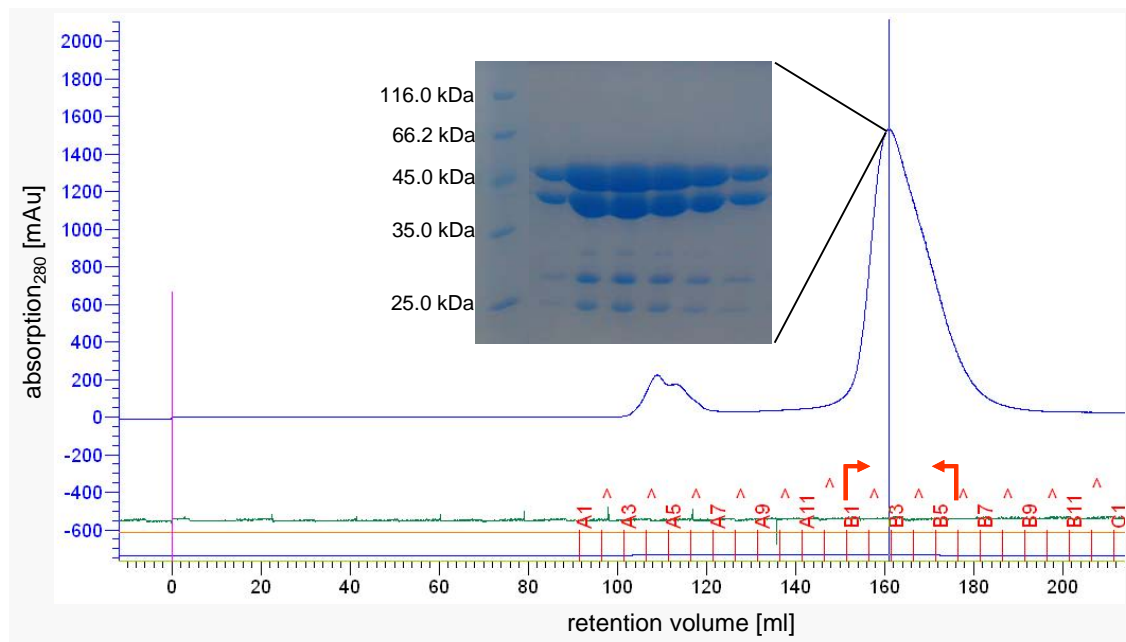 absorption280 [mAu]
2000
1800
1600
1400
1200
1000
800
600
400
200
0
-200
-400
-600
116.0 kDa
66.2 kDa
45.0 kDa
35.0 kDa
25.0 kDa
A1 A3 A5 A7 A9 A11 B1 B3 B5 B7 B9 B11 C1
0 20 40 60 80 100 120 140 160 180 200
retention volume [ml]